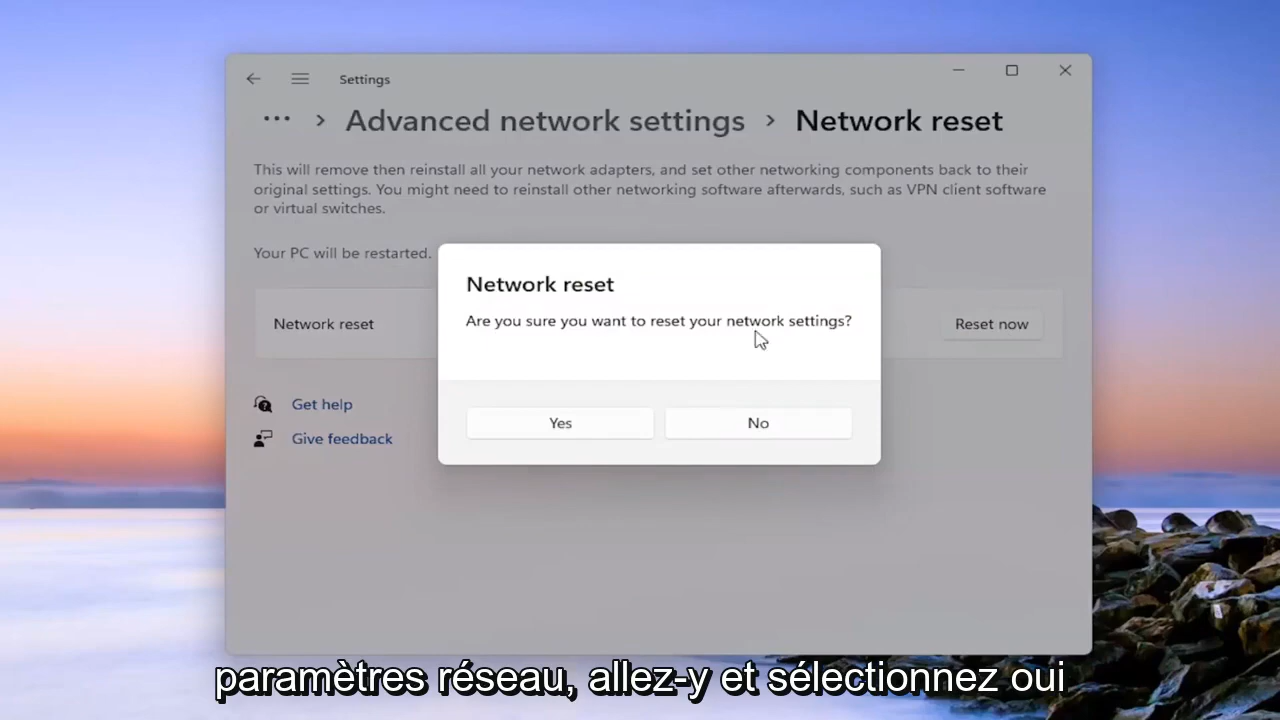 Settings
... > Advanced network settings > Network reset
This will remove then reinstall all your network adapters, and set other networking components back to their
original settings. You might need to reinstall other networking software afterwards, such as VPN client software
or virtual switches.
Your PC will be restarted.
Network reset
Are you sure you want to reset your network settings?
Network reset
Reset now
Get help
Yes
No
Give feedback
paramètres réseau, allez-y et sélectionnez oui